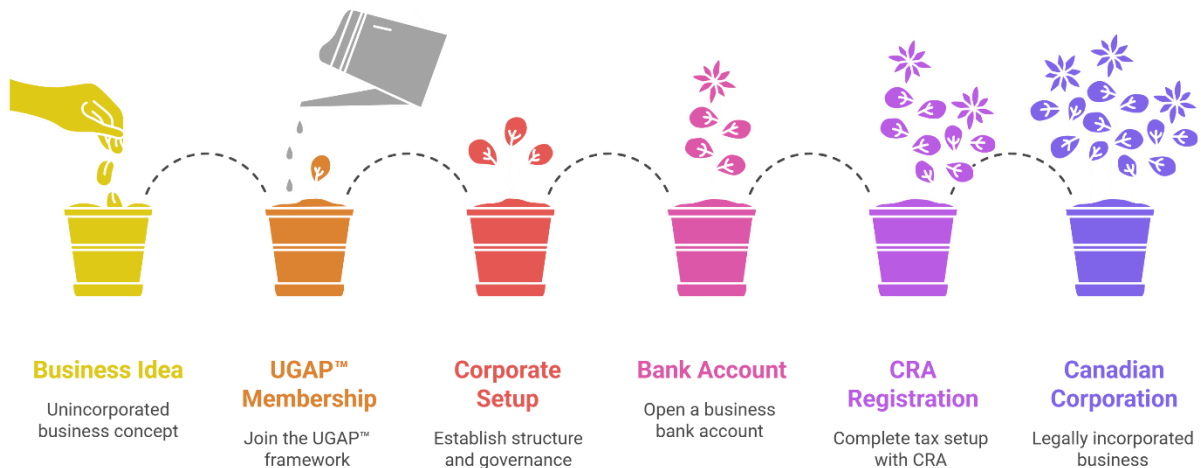 Business Idea
Unincorporated
business concept
UGAP™
Membership
Join the UGAP™
framework
Corporate
Setup
Establish structure
and governance
Bank Account
Open a business
bank account
CRA
Registration
Complete tax setup
with CRA
Canadian
Corporation
Legally incorporated
business